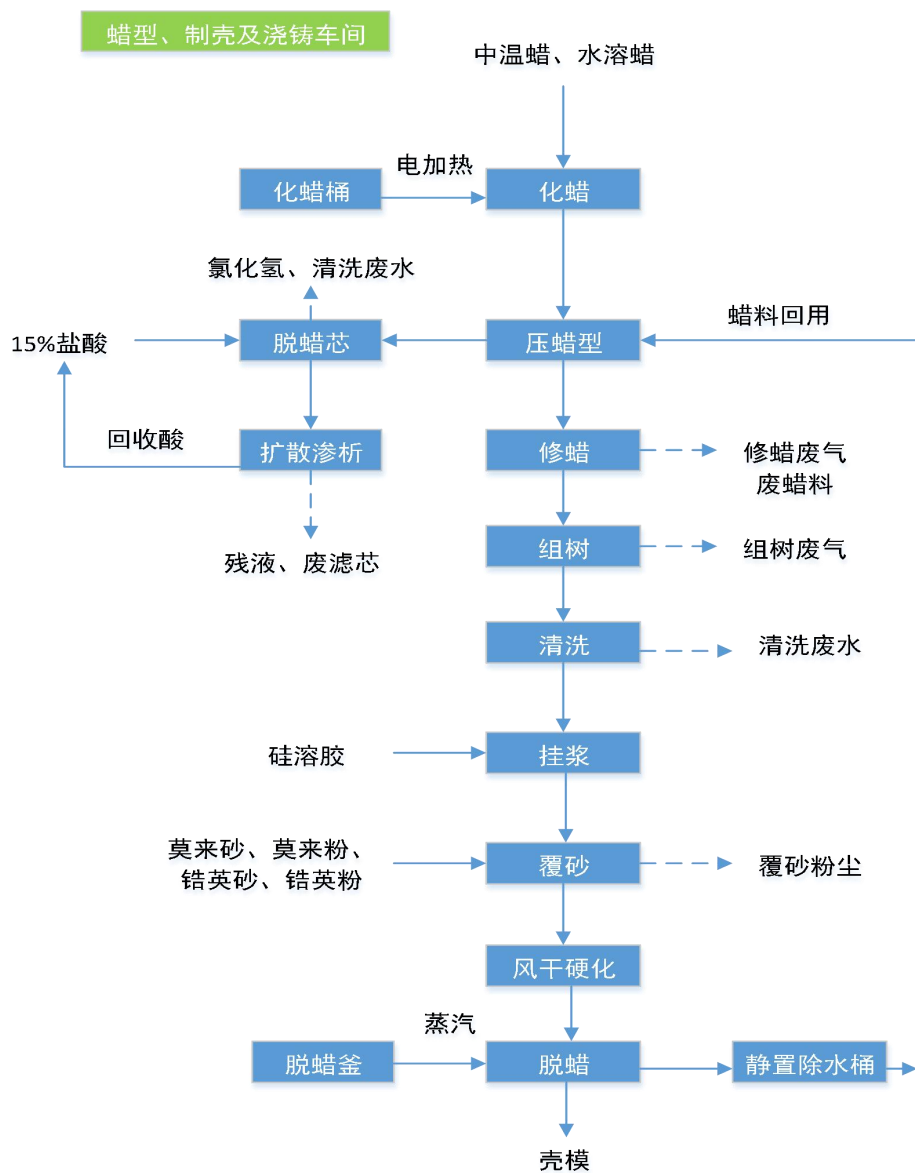 蜡型、制壳及浇铸车间
中温蜡、水溶蜡
化蜡桶
电加热
化蜡
氯化氢、清洗废水
15%盐酸
脱蜡芯
压蜡型
蜡料回用
回收酸
扩散渗析
修蜡
修蜡废气
废蜡料
残液、废滤芯
组树
组树废气
清洗
清洗废水
硅溶胶
挂浆
莫来砂、莫来粉、
锆英砂、锆英粉
覆砂
覆砂粉尘
风干硬化
脱蜡釜
蒸汽
脱蜡
静置除水桶
壳模